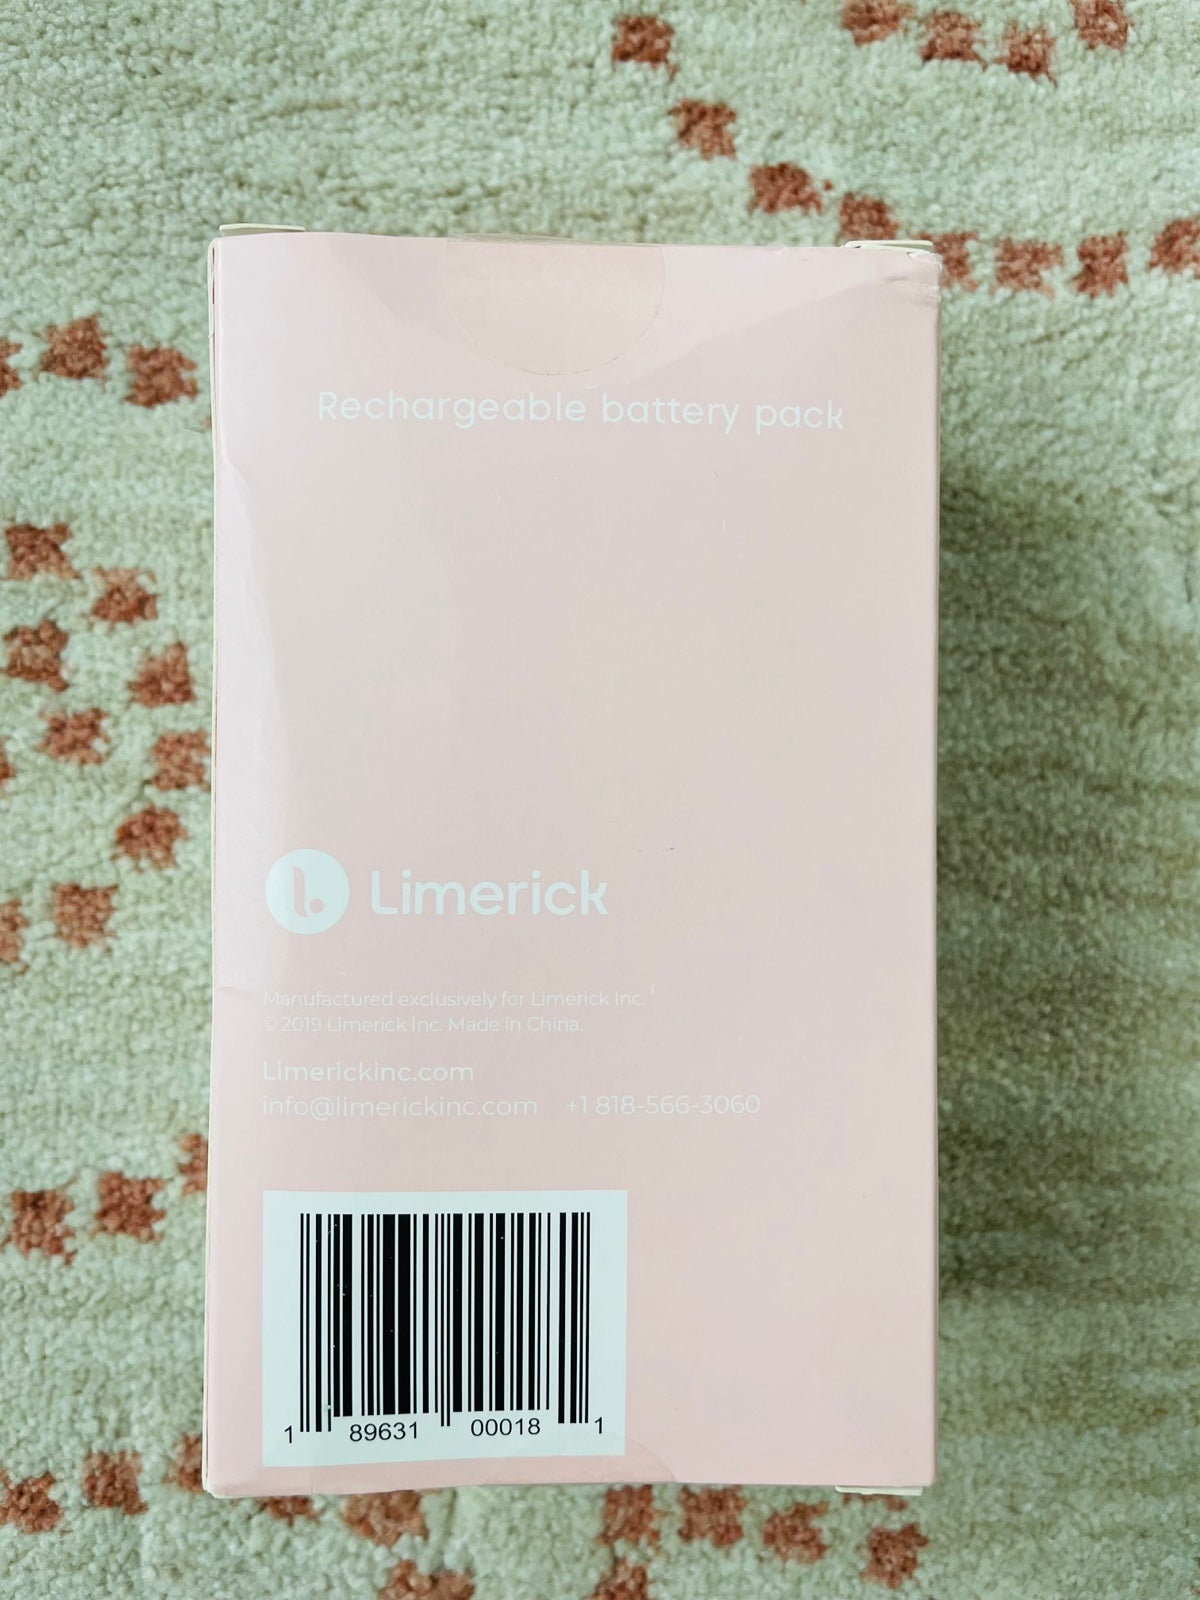 Rechargeable battery pack
Limerick
Manufactured exclusively for Limerick Inc.
© 2019 Limerick Inc. Made in China.
Limerickinc.com
info@limerickinc.com +1 818-566-3060
1 89631 00018 1